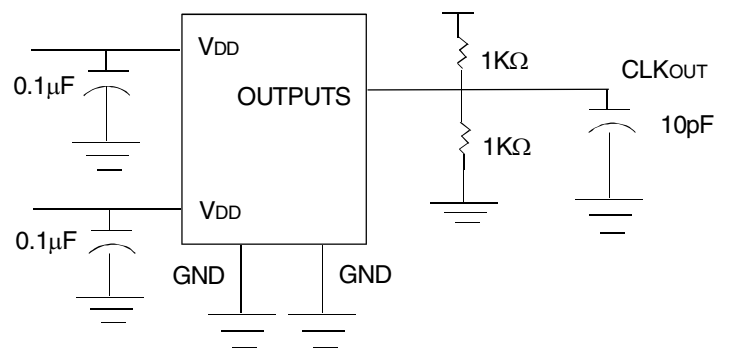 VDD
0.1μF
OUTPUTS
1KΩ
CLKOUT
10pF
1KΩ
VDD
0.1μF
GND
GND